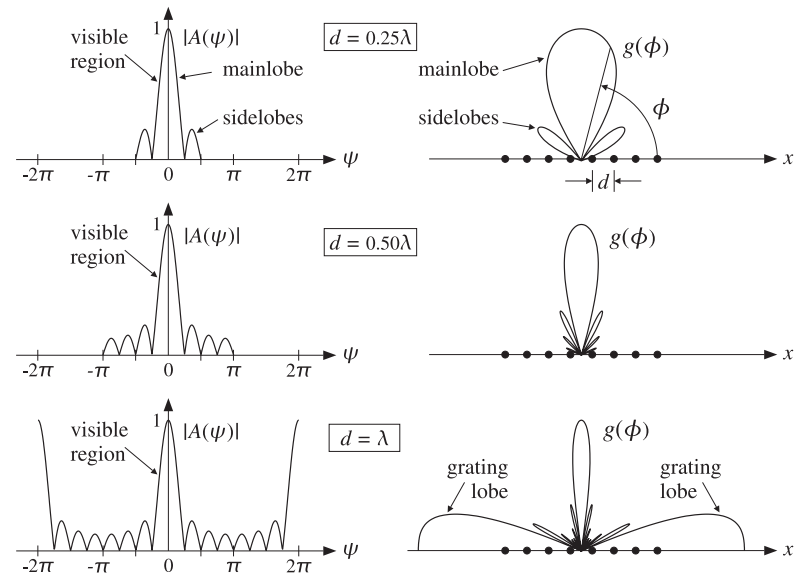 1
|A(ψ)|
visible
region
mainlobe
sidelobes
-2π
-π
0
π
2π
ψ
d = 0.25λ
g(ϕ)
mainlobe
sidelobes
ϕ
d
x
1
|A(ψ)|
visible
region
-2π
-π
0
π
2π
ψ
d = 0.50λ
g(ϕ)
x
1
|A(ψ)|
visible
region
-2π
-π
0
π
2π
ψ
d = λ
g(ϕ)
grating
lobe
grating
lobe
x